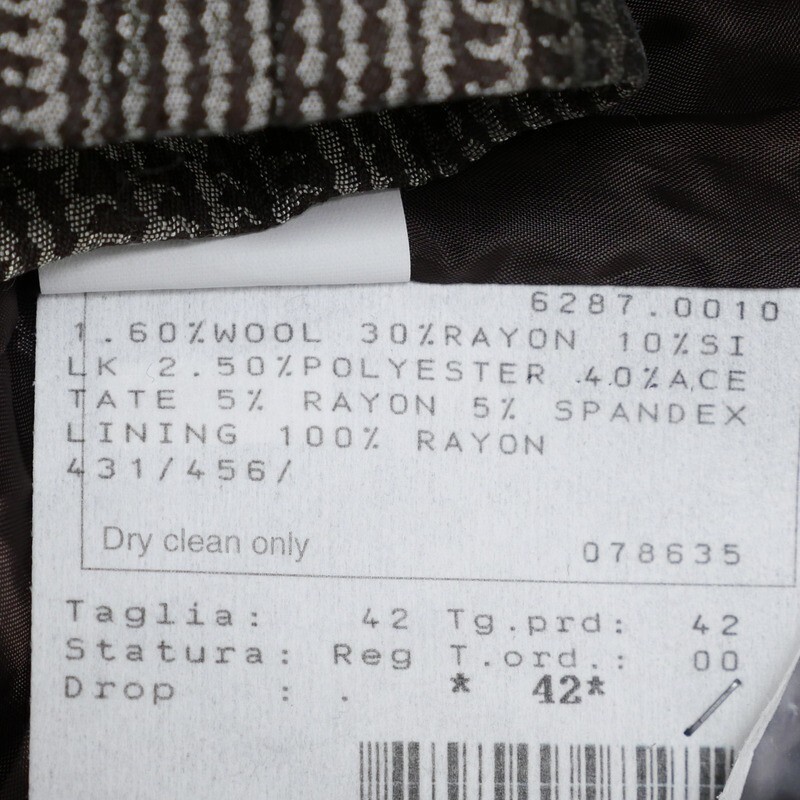 6287.0010
1.60%WOOL 30%RAYON 10%SI
LK 2.50%POLYESTER 40%ACE
TATE 5% RAYON 5% SPANDEX
LINING 100% RAYON
431/456/
Dry clean only 078635
Taglia: 42 Tg.prd: 42
Statura: Reg T.ord.: 00
Drop : . * 42*